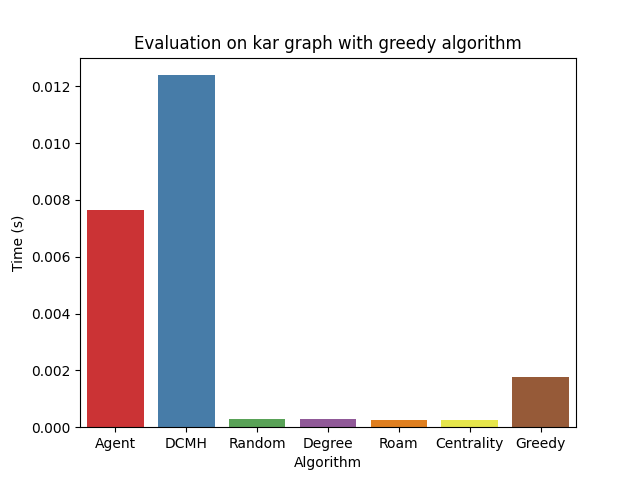 Evaluation on kar graph with greedy algorithm
0.012
0.010
0.008
0.006
0.004
0.002
0.000
Time (s)
Agent DCMH Random Degree Roam Centrality Greedy
Algorithm